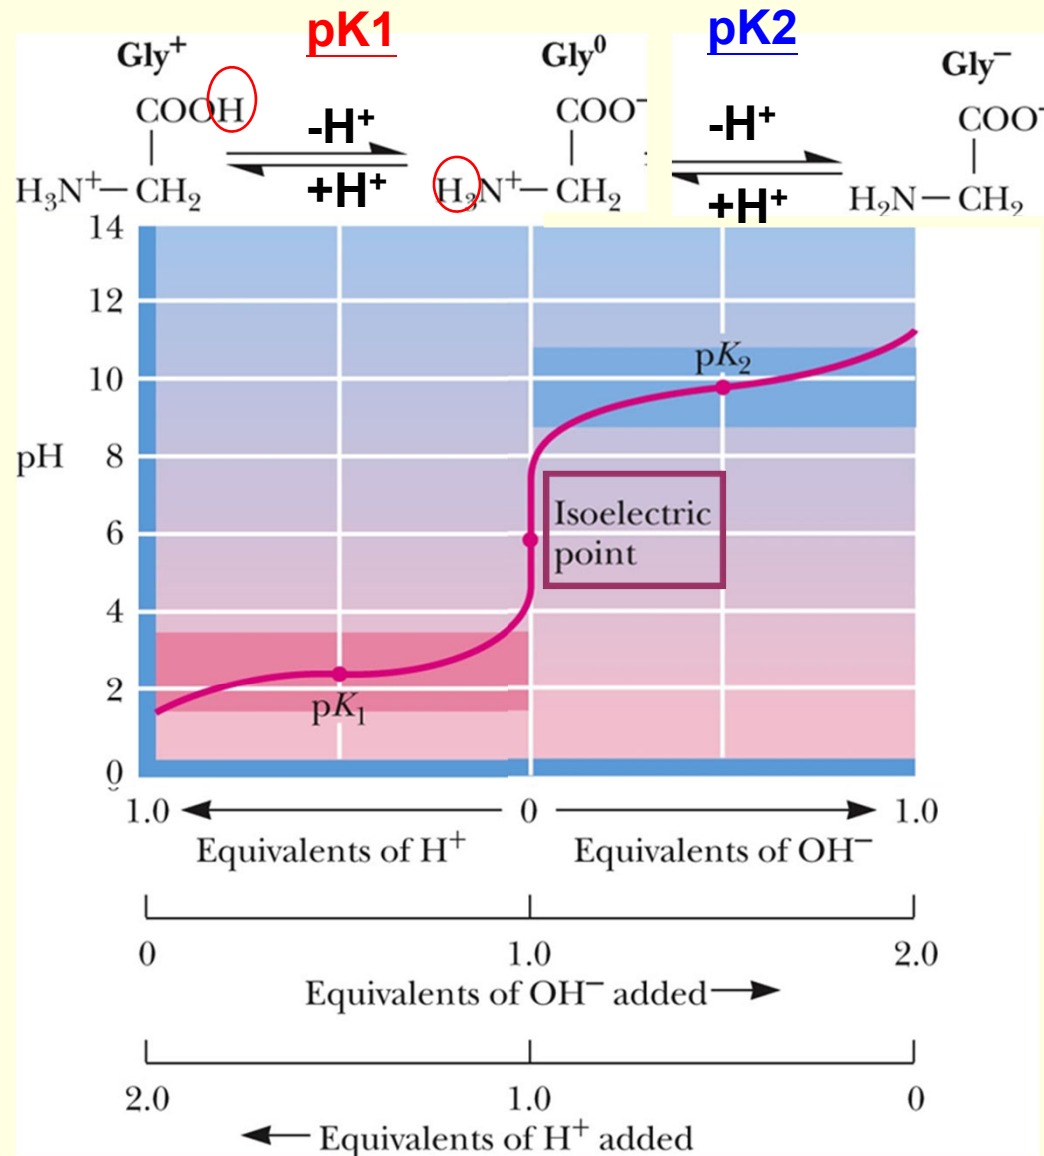 pK1
pK2
Gly⁺
Gly⁰
Gly⁻
COOH
-H⁺
COO⁻
-H⁺
COO⁻
H₃N⁺—CH₂
+H⁺
H₃N⁺—CH₂
+H⁺
H₂N—CH₂
14
12
10
pK₂
pH
8
Isoelectric
6
point
4
2
pK₁
0
1.0 0 1.0
Equivalents of H⁺ Equivalents of OH⁻
0 1.0 2.0
Equivalents of OH⁻ added
2.0 1.0 0
Equivalents of H⁺ added